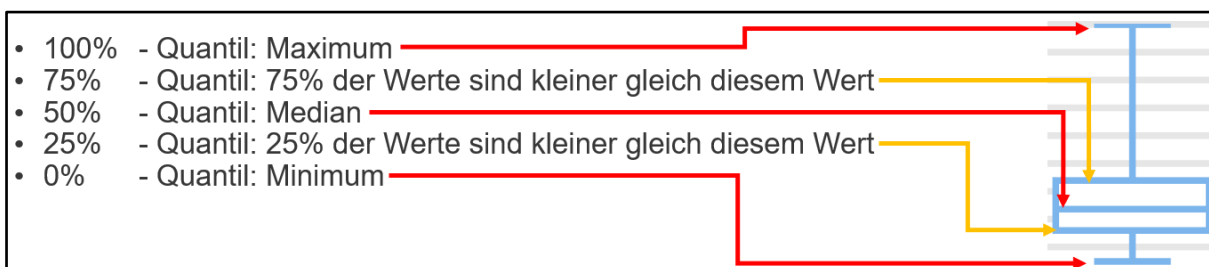 • 100% - Quantil: Maximum
• 75% - Quantil: 75% der Werte sind kleiner gleich diesem Wert
• 50% - Quantil: Median
• 25% - Quantil: 25% der Werte sind kleiner gleich diesem Wert
• 0% - Quantil: Minimum